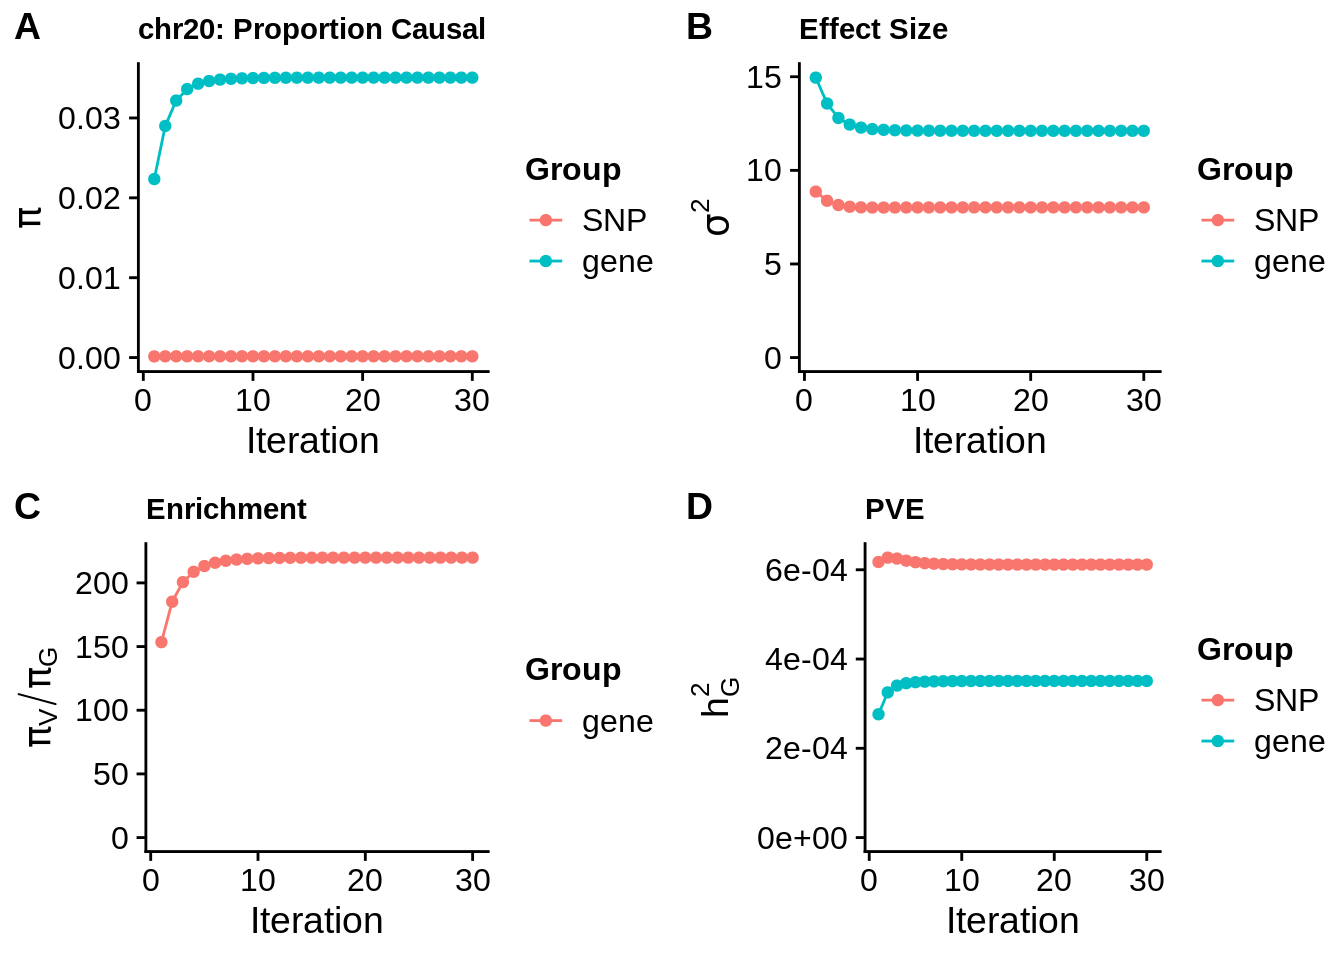 A
chr20: Proportion Causal
π
0.03
0.02
0.01
0.00
0 10 20 30
Iteration
Group
SNP
gene
B
Effect Size
σ²
15
10
5
0
0 10 20 30
Iteration
Group
SNP
gene
C
Enrichment
π_V/π_G
200
150
100
50
0
0 10 20 30
Iteration
Group
gene
D
PVE
h²_G
6e-04
4e-04
2e-04
0e+00
0 10 20 30
Iteration
Group
SNP
gene